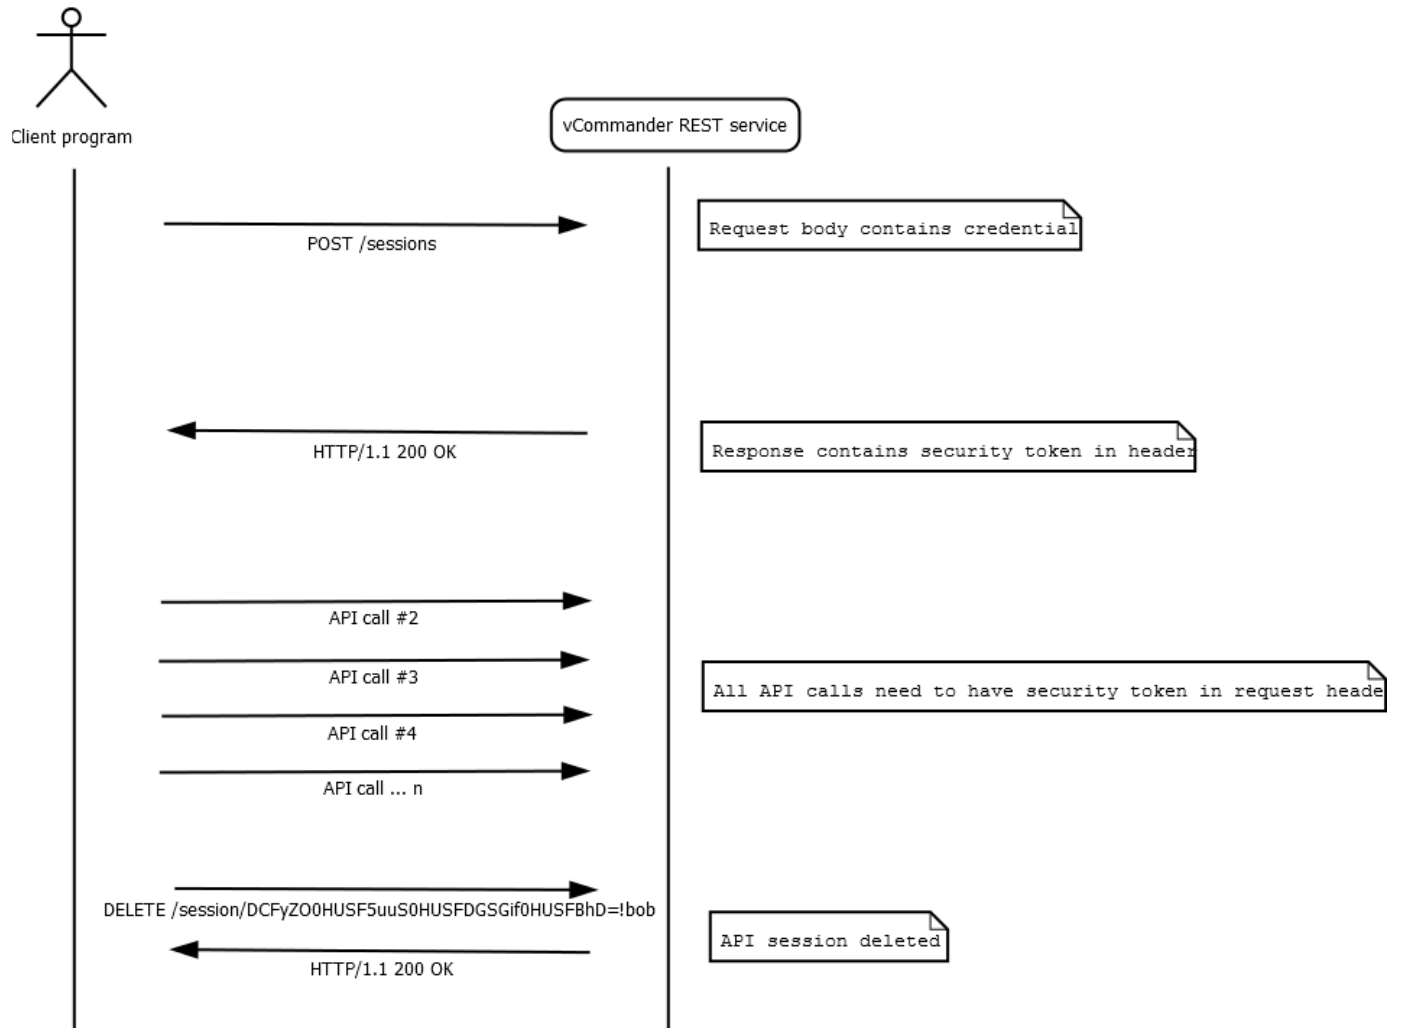 Client program
vCommander REST service
POST /sessions
Request body contains credential
HTTP/1.1 200 OK
Response contains security token in header
API call #2
API call #3
All API calls need to have security token in request heade
API call #4
API call ... n
DELETE /session/DCFyZO0HUSF5uuS0HUSFDGSGif0HUSFBhD=!bob
API session deleted
HTTP/1.1 200 OK